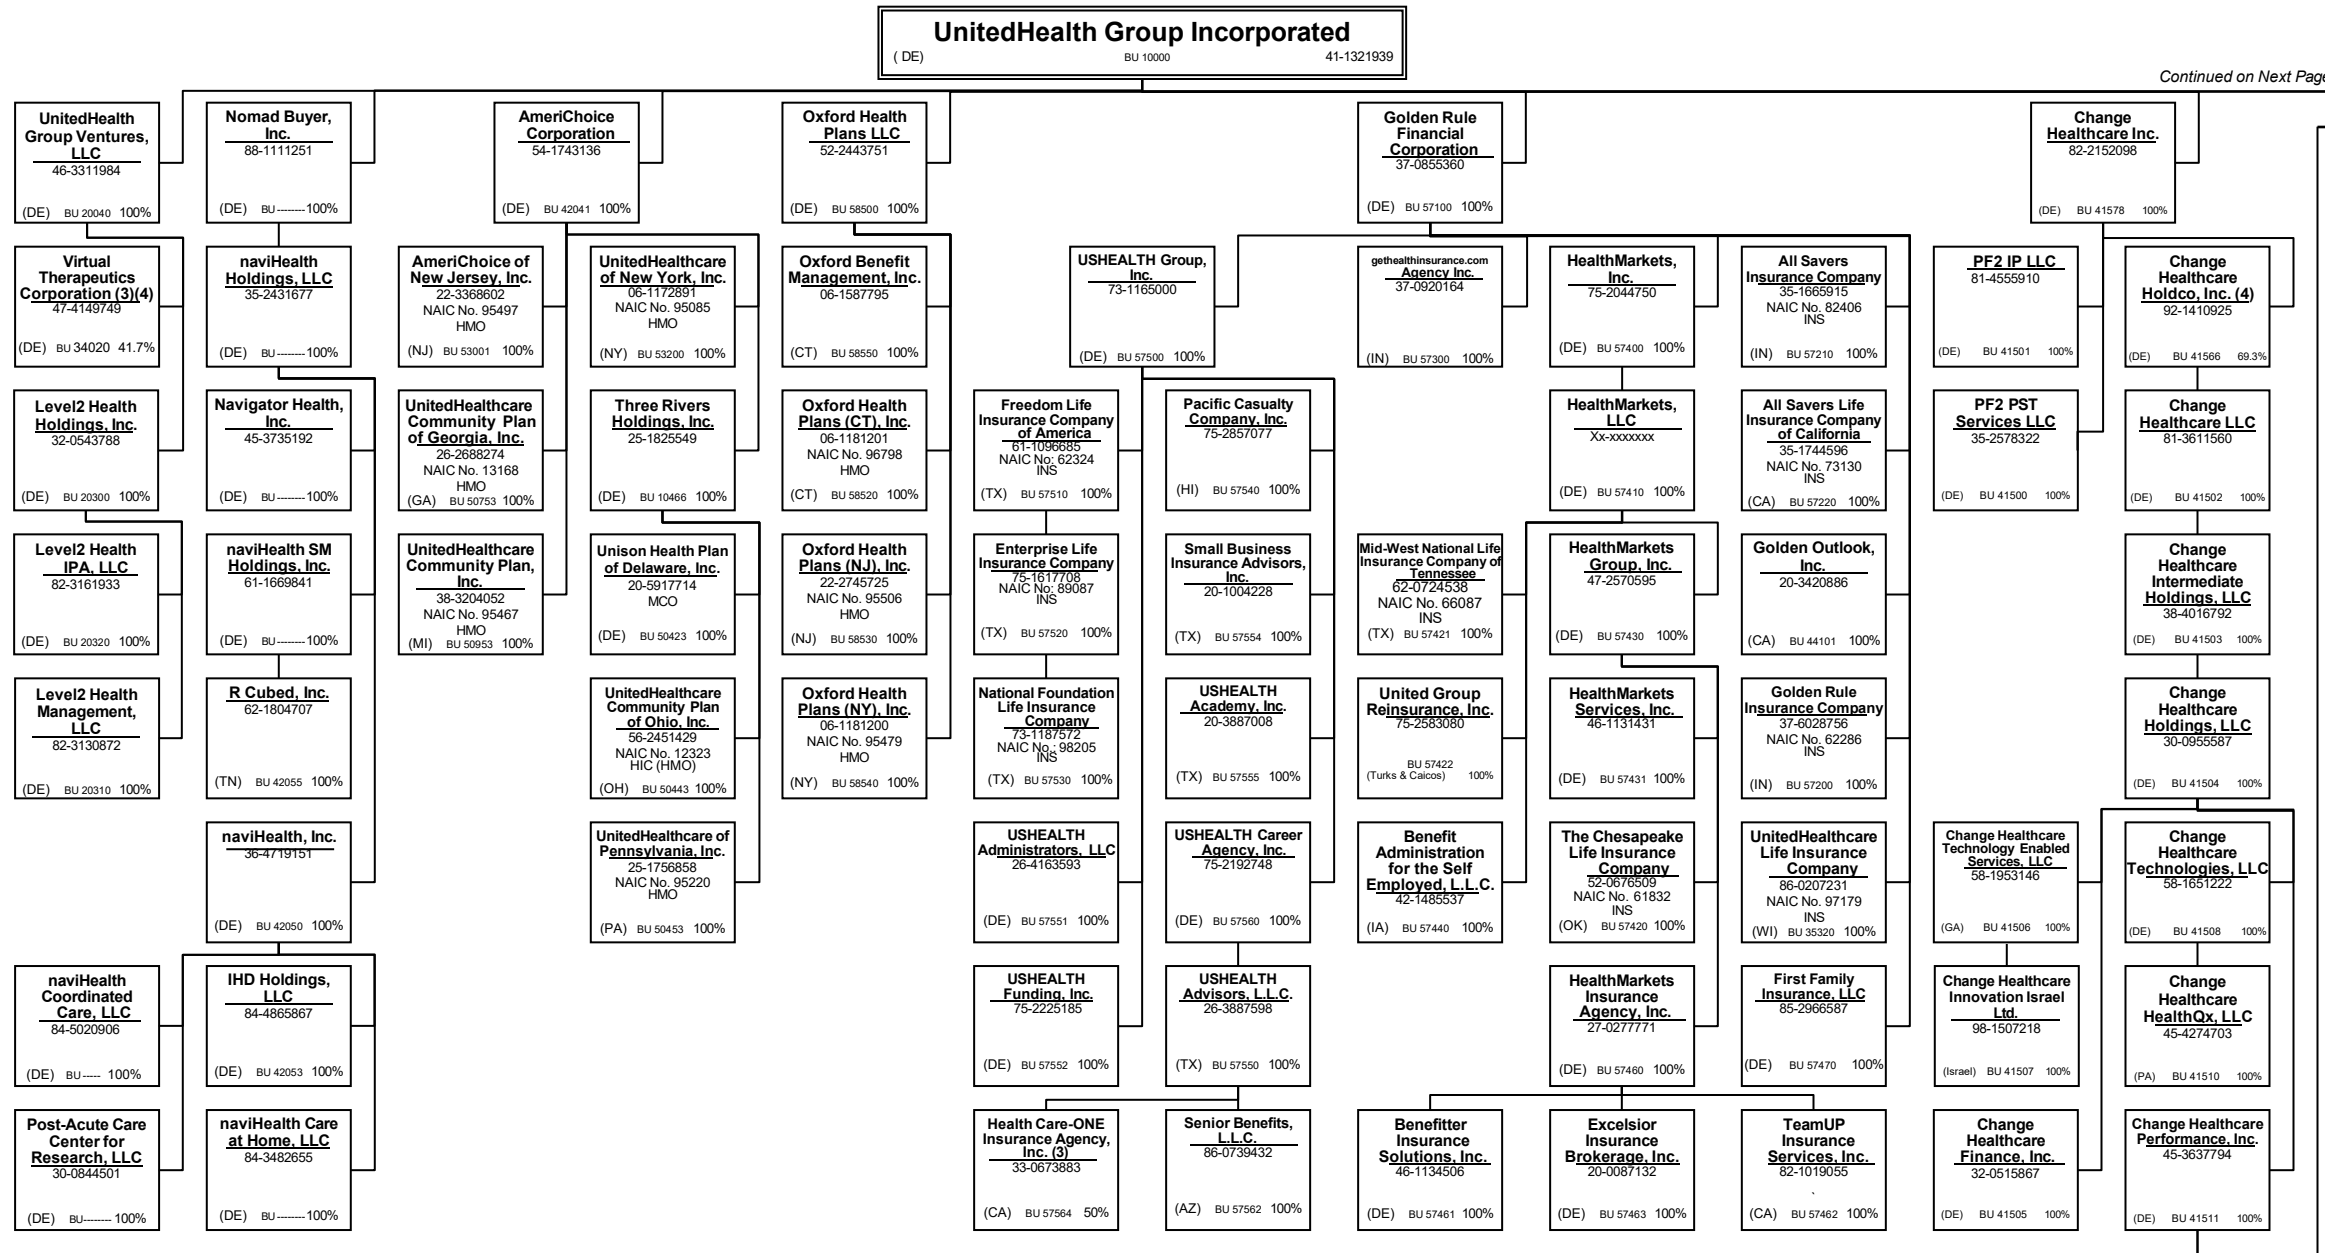 UnitedHealth Group Incorporated
( DE) BU 10000 41-1321939
Continued on Next Page
UnitedHealth
Group Ventures,
LLC
46-3311984
(DE) BU 20040 100%
Nomad Buyer,
Inc.
88-1111251
(DE) BU -------- 100%
AmeriChoice
Corporation
54-1743136
(DE) BU 42041 100%
Oxford Health
Plans LLC
52-2443751
(DE) BU 58500 100%
Golden Rule
Financial
Corporation
37-0855360
(DE) BU 57100 100%
Change
Healthcare Inc.
82-2152098
(DE) BU 41578 100%
Virtual
Therapeutics
Corporation (3)(4)
47-4149749
(DE) BU 34020 41.7%
naviHealth
Holdings, LLC
35-2431677
(DE) BU -------- 100%
AmeriChoice of
New Jersey, Inc.
22-3368602
NAIC No. 95497
HMO
(NJ) BU 53001 100%
UnitedHealthcare
of New York, Inc.
06-1172891
NAIC No. 95085
HMO
(NY) BU 53200 100%
Oxford Benefit
Management, Inc.
06-1587795
(CT) BU 58550 100%
USHEALTH Group,
Inc.
73-1165000
(DE) BU 57500 100%
gethealthinsurance.com
Agency Inc.
37-0920164
(IN) BU 57300 100%
HealthMarkets,
Inc.
75-2044750
(DE) BU 57400 100%
All Savers
Insurance Company
35-1665915
NAIC No. 82406
INS
(IN) BU 57210 100%
PF2 IP LLC
81-4555910
(DE) BU 41501 100%
Change
Healthcare
Holdco, Inc. (4)
92-1410925
(DE) BU 41566 69.3%
Level2 Health
Holdings, Inc.
32-0543788
(DE) BU 20300 100%
Navigator Health,
Inc.
45-3735192
(DE) BU -------- 100%
UnitedHealthcare
Community Plan
of Georgia, Inc.
26-2688274
NAIC No. 13168
HMO
(GA) BU 50753 100%
Three Rivers
Holdings, Inc.
25-1825549
(DE) BU 10466 100%
Oxford Health
Plans (CT), Inc.
06-1181201
NAIC No. 96798
HMO
(CT) BU 58520 100%
Freedom Life
Insurance Company
of America
61-1096685
NAIC No: 62324
INS
(TX) BU 57510 100%
Pacific Casualty
Company, Inc.
75-2857077
(HI) BU 57540 100%
HealthMarkets,
LLC
Xx-xxxxxxx
(DE) BU 57410 100%
All Savers Life
Insurance Company
of California
35-1744596
NAIC No. 73130
INS
(CA) BU 57220 100%
PF2 PST
Services LLC
35-2578322
(DE) BU 41500 100%
Change
Healthcare LLC
81-3611560
(DE) BU 41502 100%
Level2 Health
IPA, LLC
82-3161933
(DE) BU 20320 100%
naviHealth SM
Holdings, Inc.
61-1669841
(DE) BU -------- 100%
UnitedHealthcare
Community Plan,
Inc.
38-3204052
NAIC No. 95467
HMO
(MI) BU 50953 100%
Unison Health Plan
of Delaware, Inc.
20-5917714
MCO
(DE) BU 50423 100%
Oxford Health
Plans (NJ), Inc.
22-2745725
NAIC No. 95506
HMO
(NJ) BU 58530 100%
Enterprise Life
Insurance Company
75-1617708
NAIC No: 89087
INS
(TX) BU 57520 100%
Small Business
Insurance Advisors,
Inc.
20-1004228
(TX) BU 57554 100%
Mid-West National Life
Insurance Company of
Tennessee
62-0724538
NAIC No. 66087
INS
(TX) BU 57421 100%
HealthMarkets
Group, Inc.
47-2570595
(DE) BU 57430 100%
Golden Outlook,
Inc.
20-3420886
(CA) BU 44101 100%
Change
Healthcare
Intermediate
Holdings, LLC
38-4016792
(DE) BU 41503 100%
Level2 Health
Management,
LLC
82-3130872
(DE) BU 20310 100%
R Cubed, Inc.
62-1804707
(TN) BU 42055 100%
UnitedHealthcare
Community Plan
of Ohio, Inc.
56-2451429
NAIC No. 12323
HIC (HMO)
(OH) BU 50443 100%
Oxford Health
Plans (NY), Inc.
06-1181200
NAIC No. 95479
HMO
(NY) BU 58540 100%
National Foundation
Life Insurance
Company
73-1187572
NAIC No.: 98205
INS
(TX) BU 57530 100%
USHEALTH
Academy, Inc.
20-3887008
(TX) BU 57555 100%
United Group
Reinsurance, Inc.
75-2583080
BU 57422
(Turks & Caicos) 100%
HealthMarkets
Services, Inc.
46-1131431
(DE) BU 57431 100%
Golden Rule
Insurance Company
37-6028756
NAIC No. 62286
INS
(IN) BU 57200 100%
Change
Healthcare
Holdings, LLC
30-0955587
(DE) BU 41504 100%
naviHealth, Inc.
36-4719151
(DE) BU 42050 100%
UnitedHealthcare of
Pennsylvania, Inc.
25-1756858
NAIC No. 95220
HMO
(PA) BU 50453 100%
USHEALTH
Administrators, LLC
26-4163593
(DE) BU 57551 100%
USHEALTH Career
Agency, Inc.
75-2192748
(DE) BU 57560 100%
Benefit
Administration
for the Self
Employed, L.L.C.
42-1485537
(IA) BU 57440 100%
The Chesapeake
Life Insurance
Company
52-0676509
NAIC No. 61832
INS
(OK) BU 57420 100%
UnitedHealthcare
Life Insurance
Company
86-0207231
NAIC No. 97179
INS
(WI) BU 35320 100%
Change Healthcare
Technology Enabled
Services, LLC
58-1953146
(GA) BU 41506 100%
Change
Healthcare
Technologies, LLC
58-1651222
(DE) BU 41508 100%
naviHealth
Coordinated
Care, LLC
84-5020906
(DE) BU ----- 100%
IHD Holdings,
LLC
84-4865867
(DE) BU 42053 100%
USHEALTH
Funding, Inc.
75-2225185
(DE) BU 57552 100%
USHEALTH
Advisors, L.L.C.
26-3887598
(TX) BU 57550 100%
HealthMarkets
Insurance
Agency, Inc.
27-0277771
(DE) BU 57460 100%
First Family
Insurance, LLC
85-2966587
(DE) BU 57470 100%
Change Healthcare
Innovation Israel
Ltd.
98-1507218
(Israel) BU 41507 100%
Change
Healthcare
HealthQx, LLC
45-4274703
(PA) BU 41510 100%
Post-Acute Care
Center for
Research, LLC
30-0844501
(DE) BU-------- 100%
naviHealth Care
at Home, LLC
84-3482655
(DE) BU -------- 100%
Health Care-ONE
Insurance Agency,
Inc. (3)
33-0673883
(CA) BU 57564 50%
Senior Benefits,
L.L.C.
86-0739432
(AZ) BU 57562 100%
Benefitter
Insurance
Solutions, Inc.
46-1134506
(DE) BU 57461 100%
Excelsior
Insurance
Brokerage, Inc.
20-0087132
(DE) BU 57463 100%
TeamUP
Insurance
Services, Inc.
82-1019055
`
(CA) BU 57462 100%
Change
Healthcare
Finance, Inc.
32-0515867
(DE) BU 41505 100%
Change Healthcare
Performance, Inc.
45-3637794
(DE) BU 41511 100%